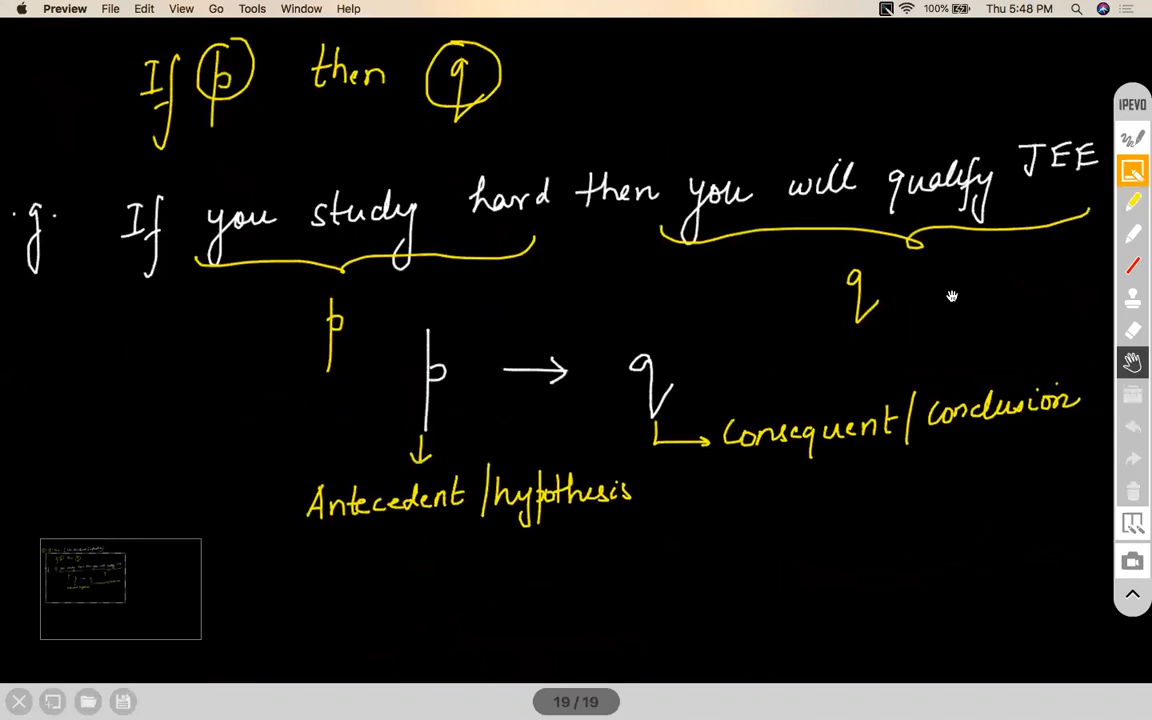 Preview File Edit View Go Tools Window Help 100% Thu 5:48 PM
If p then q
IPEVO
.g. If you study hard then you will qualify JEE
p q
p → q
Consequent/conclusion
Antecedent/hypothesis
19 / 19